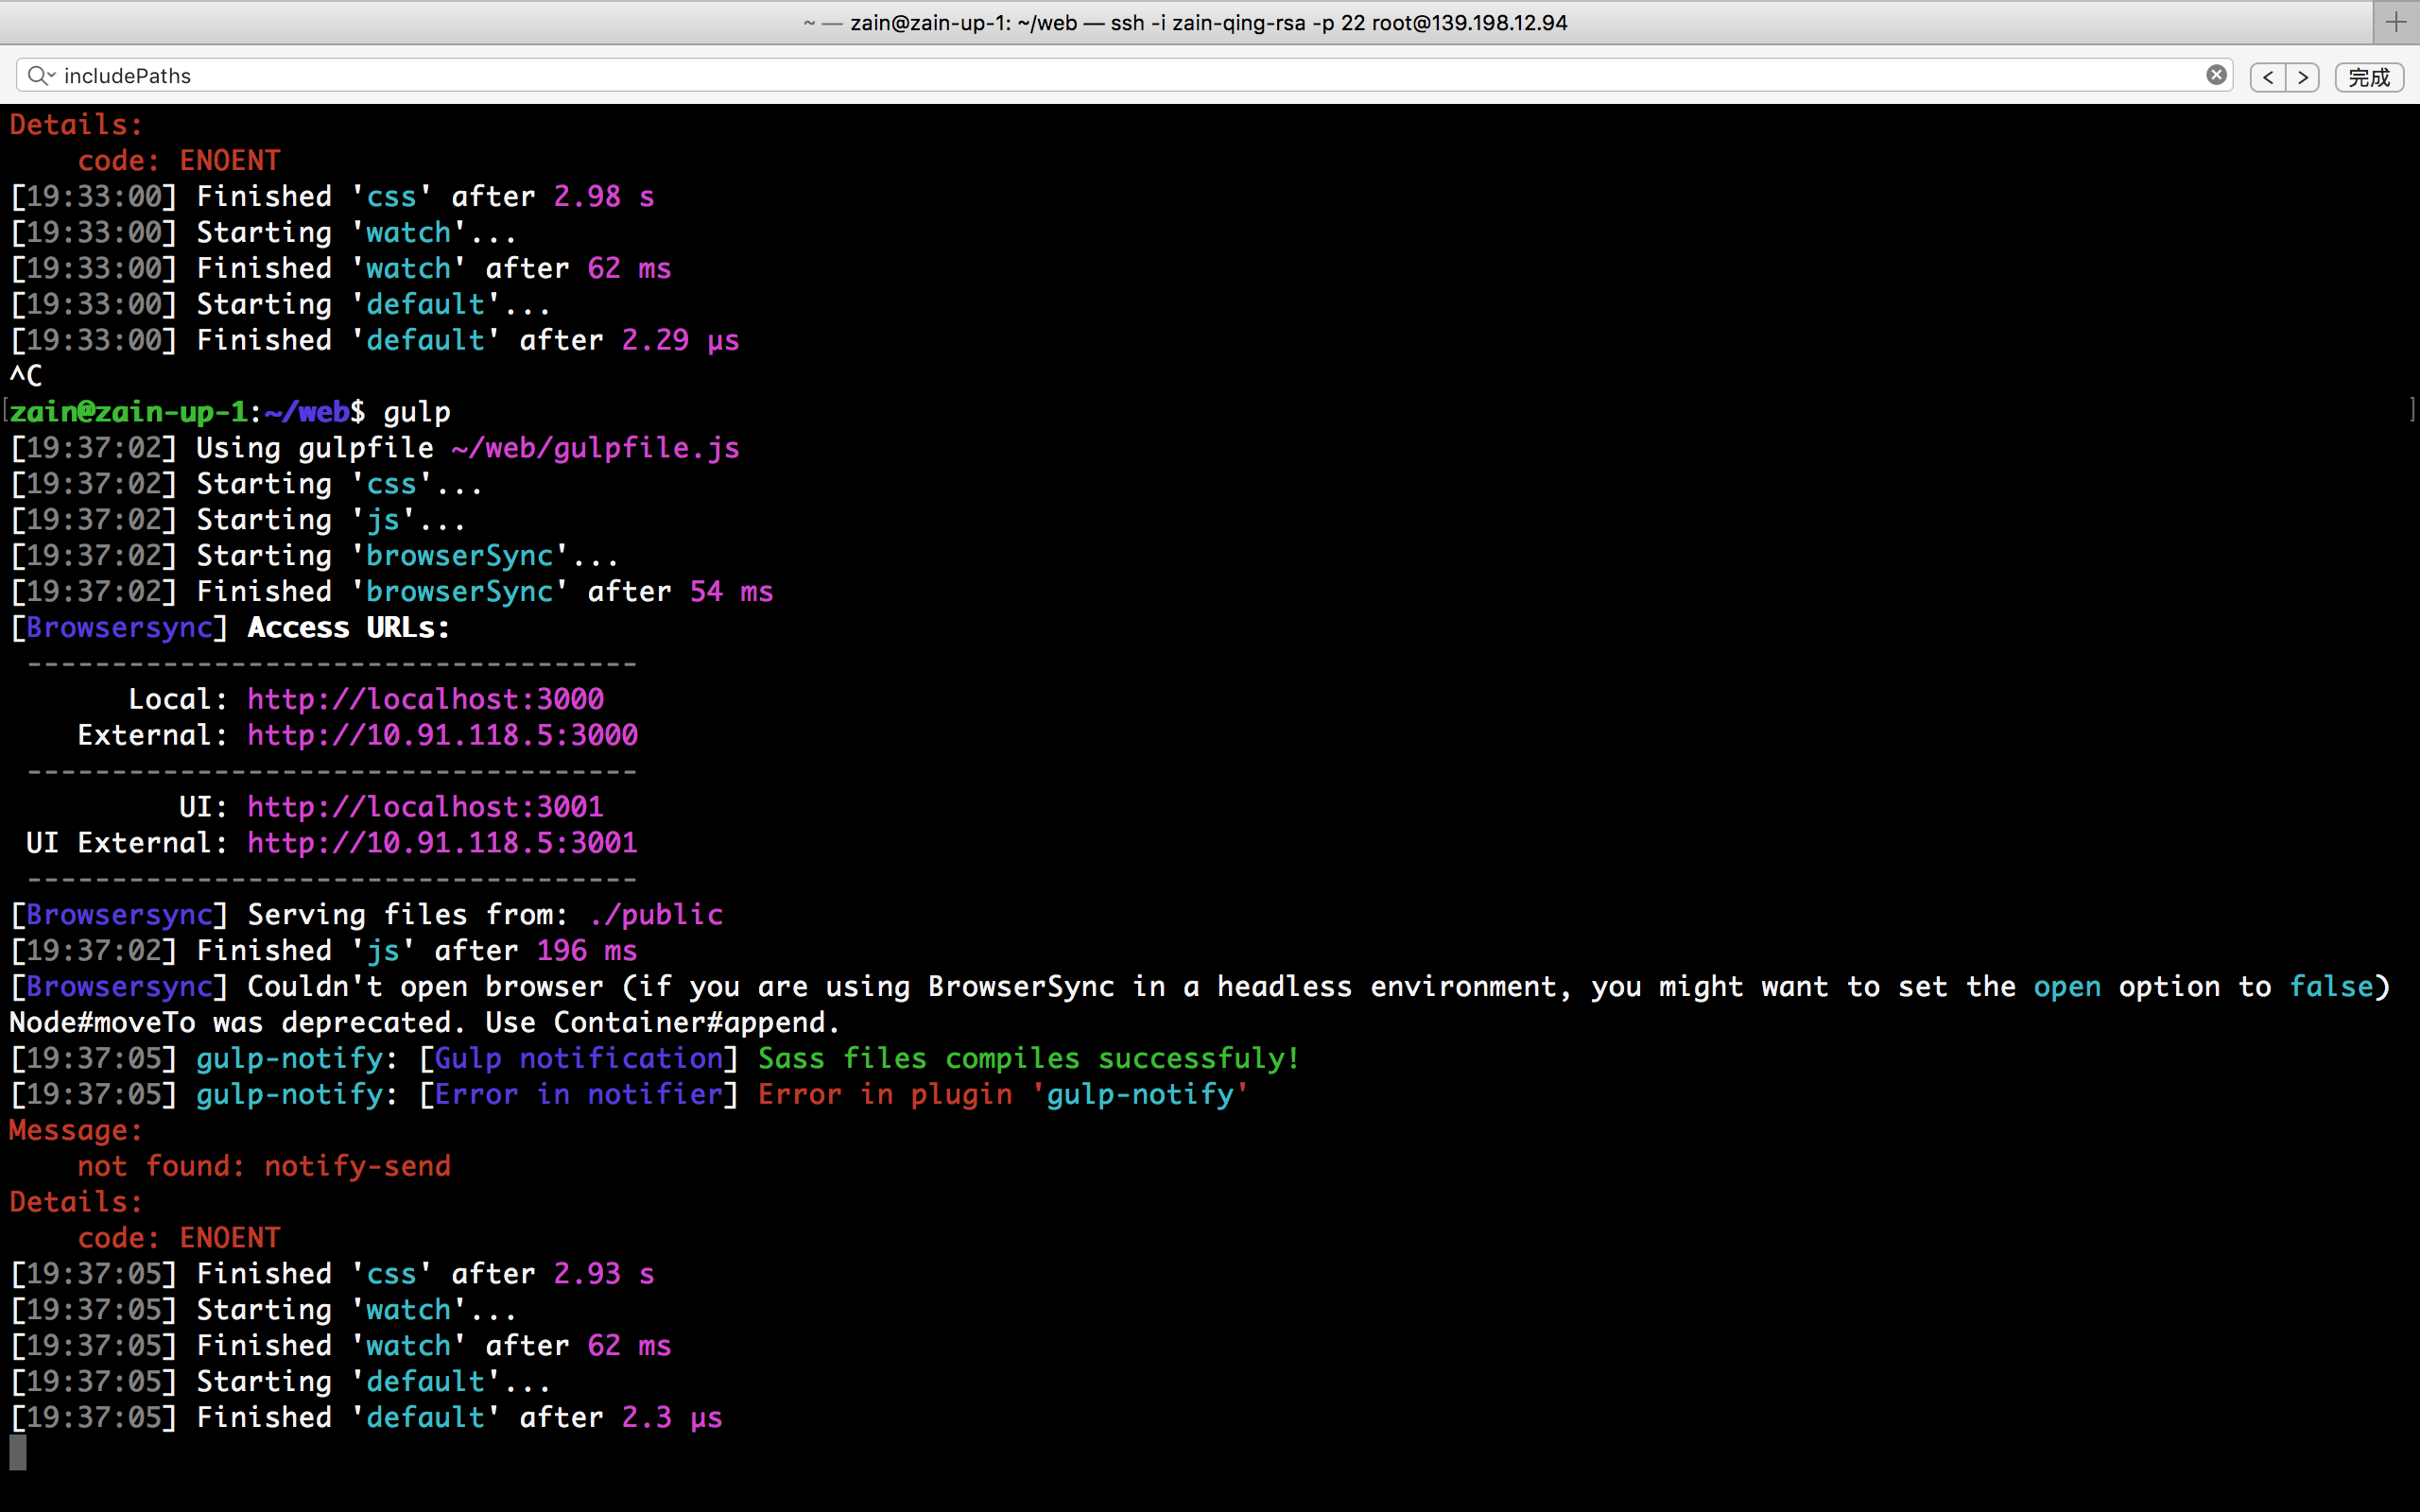 ~ — zain@zain-up-1: ~/web — ssh -i zain-qing-rsa -p 22 root@139.198.12.94
includePaths
< > 完成
Details:
    code: ENOENT
[19:33:00] Finished 'css' after 2.98 s
[19:33:00] Starting 'watch'...
[19:33:00] Finished 'watch' after 62 ms
[19:33:00] Starting 'default'...
[19:33:00] Finished 'default' after 2.29 μs
^C
zain@zain-up-1:~/web$ gulp
[19:37:02] Using gulpfile ~/web/gulpfile.js
[19:37:02] Starting 'css'...
[19:37:02] Starting 'js'...
[19:37:02] Starting 'browserSync'...
[19:37:02] Finished 'browserSync' after 54 ms
[Browsersync] Access URLs:
 ------------------------------------
       Local: http://localhost:3000
    External: http://10.91.118.5:3000
 ------------------------------------
          UI: http://localhost:3001
 UI External: http://10.91.118.5:3001
 ------------------------------------
[Browsersync] Serving files from: ./public
[19:37:02] Finished 'js' after 196 ms
[Browsersync] Couldn't open browser (if you are using BrowserSync in a headless environment, you might want to set the open option to false)
Node#moveTo was deprecated. Use Container#append.
[19:37:05] gulp-notify: [Gulp notification] Sass files compiles successfuly!
[19:37:05] gulp-notify: [Error in notifier] Error in plugin 'gulp-notify'
Message:
    not found: notify-send
Details:
    code: ENOENT
[19:37:05] Finished 'css' after 2.93 s
[19:37:05] Starting 'watch'...
[19:37:05] Finished 'watch' after 62 ms
[19:37:05] Starting 'default'...
[19:37:05] Finished 'default' after 2.3 μs